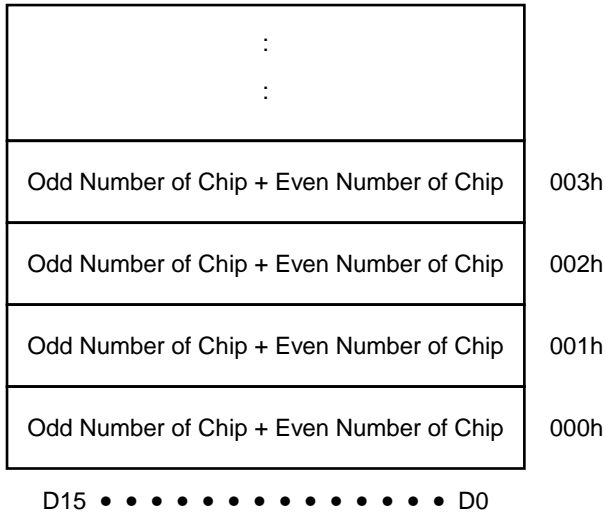 :
:
Odd Number of Chip + Even Number of Chip 003h
Odd Number of Chip + Even Number of Chip 002h
Odd Number of Chip + Even Number of Chip 001h
Odd Number of Chip + Even Number of Chip 000h
D15 ● ● ● ● ● ● ● ● ● ● ● ● ● ● D0